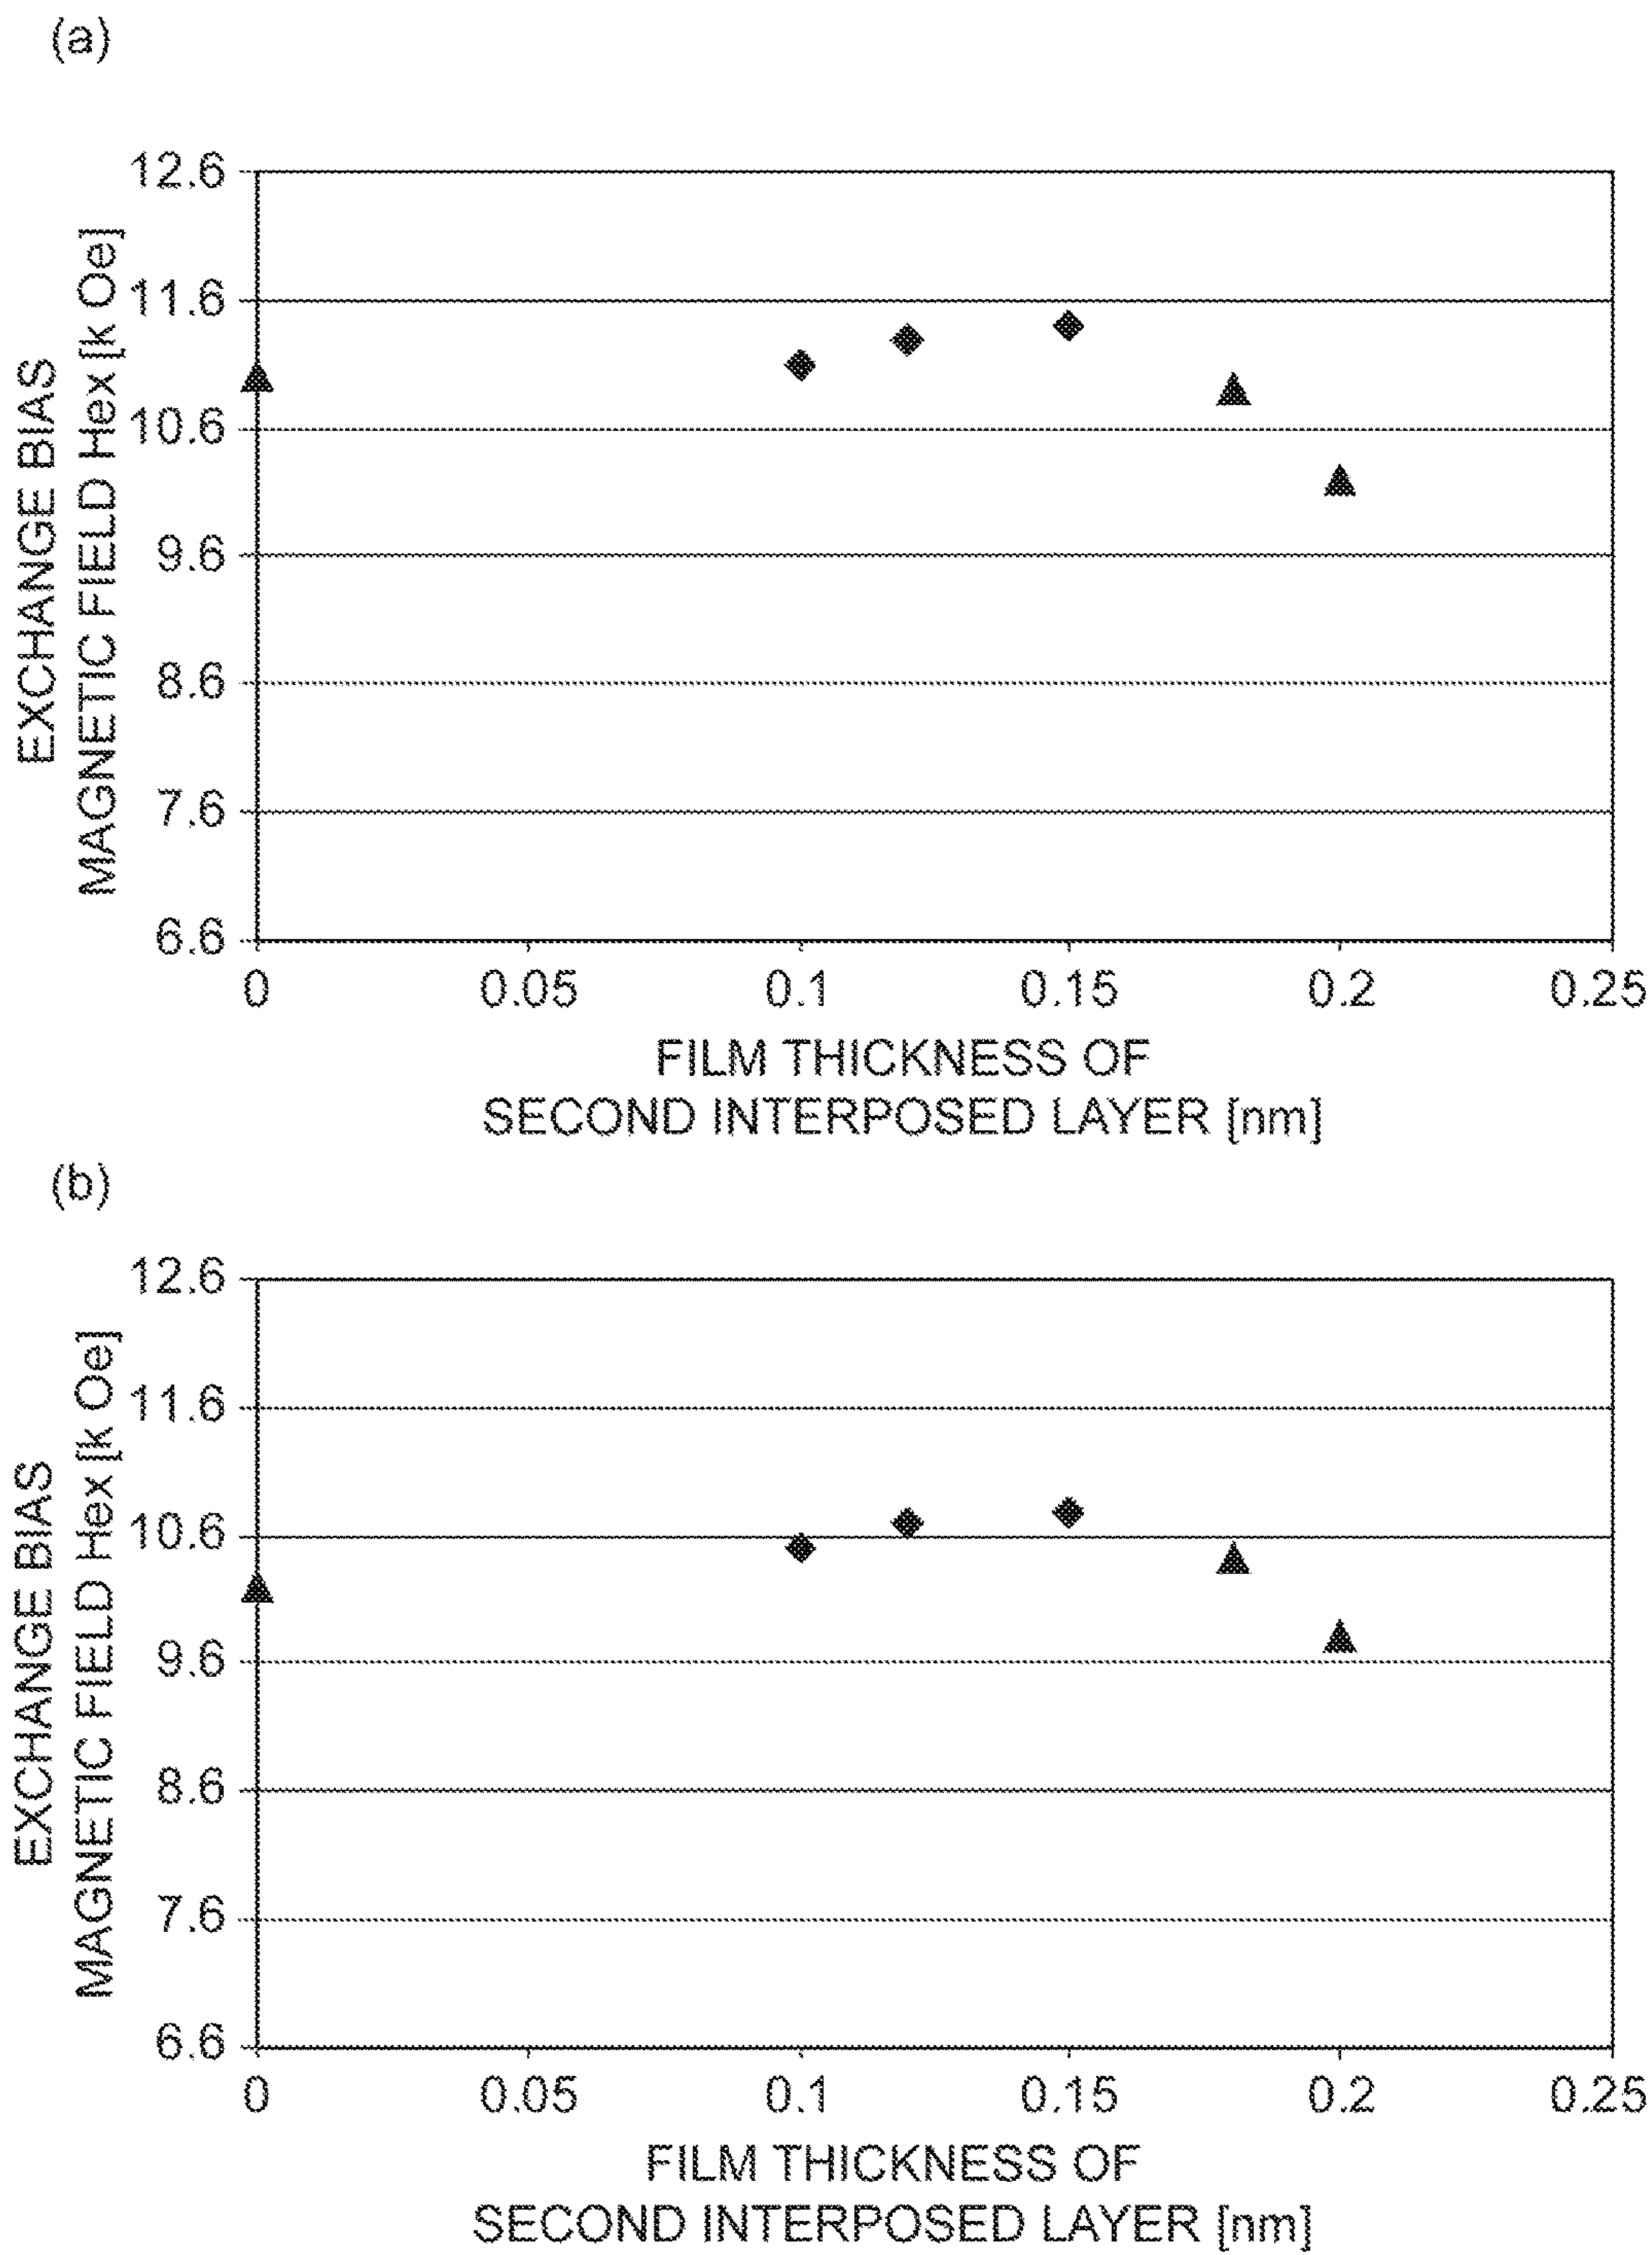 (a)
EXCHANGE BIAS
MAGNETIC FIELD Hex [k Oe]
12.6
11.6
10.6
9.6
8.6
7.6
6.6
0 0.05 0.1 0.15 0.2 0.25
FILM THICKNESS OF
SECOND INTERPOSED LAYER [nm]
(b)
EXCHANGE BIAS
MAGNETIC FIELD Hex [k Oe]
12.6
11.6
10.6
9.6
8.6
7.6
6.6
0 0.05 0.1 0.15 0.2 0.25
FILM THICKNESS OF
SECOND INTERPOSED LAYER [nm]